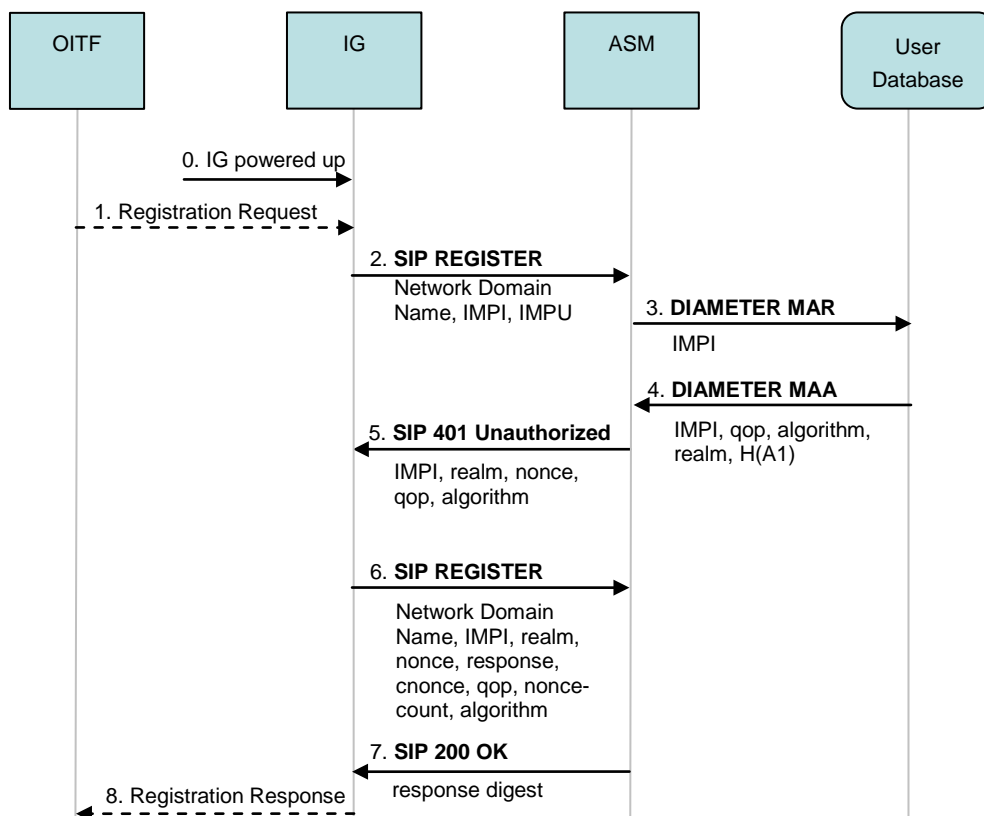 OITF
IG
ASM
User
Database
0. IG powered up
1. Registration Request
2. SIP REGISTER
Network Domain
Name, IMPI, IMPU
3. DIAMETER MAR
IMPI
4. DIAMETER MAA
IMPI, qop, algorithm,
realm, H(A1)
5. SIP 401 Unauthorized
IMPI, realm, nonce,
qop, algorithm
6. SIP REGISTER
Network Domain
Name, IMPI, realm,
nonce, response,
cnonce, qop, nonce-
count, algorithm
7. SIP 200 OK
response digest
8. Registration Response